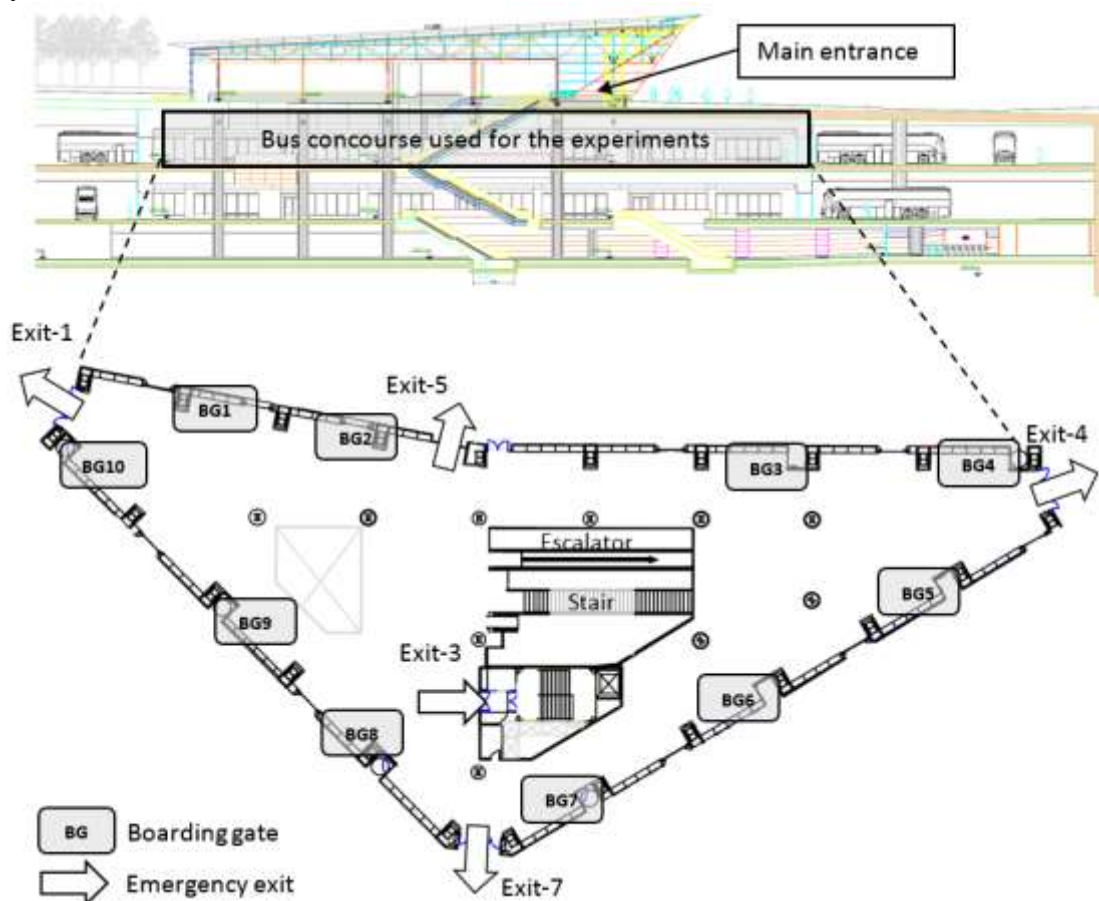 Main entrance
Bus concourse used for the experiments
Exit-1
Exit-5
Exit-4
BG1
BG2
BG3
BG4
BG10
Escalator
Stair
BG5
BG9
Exit-3
BG6
BG8
BG7
BG Boarding gate
Emergency exit
Exit-7